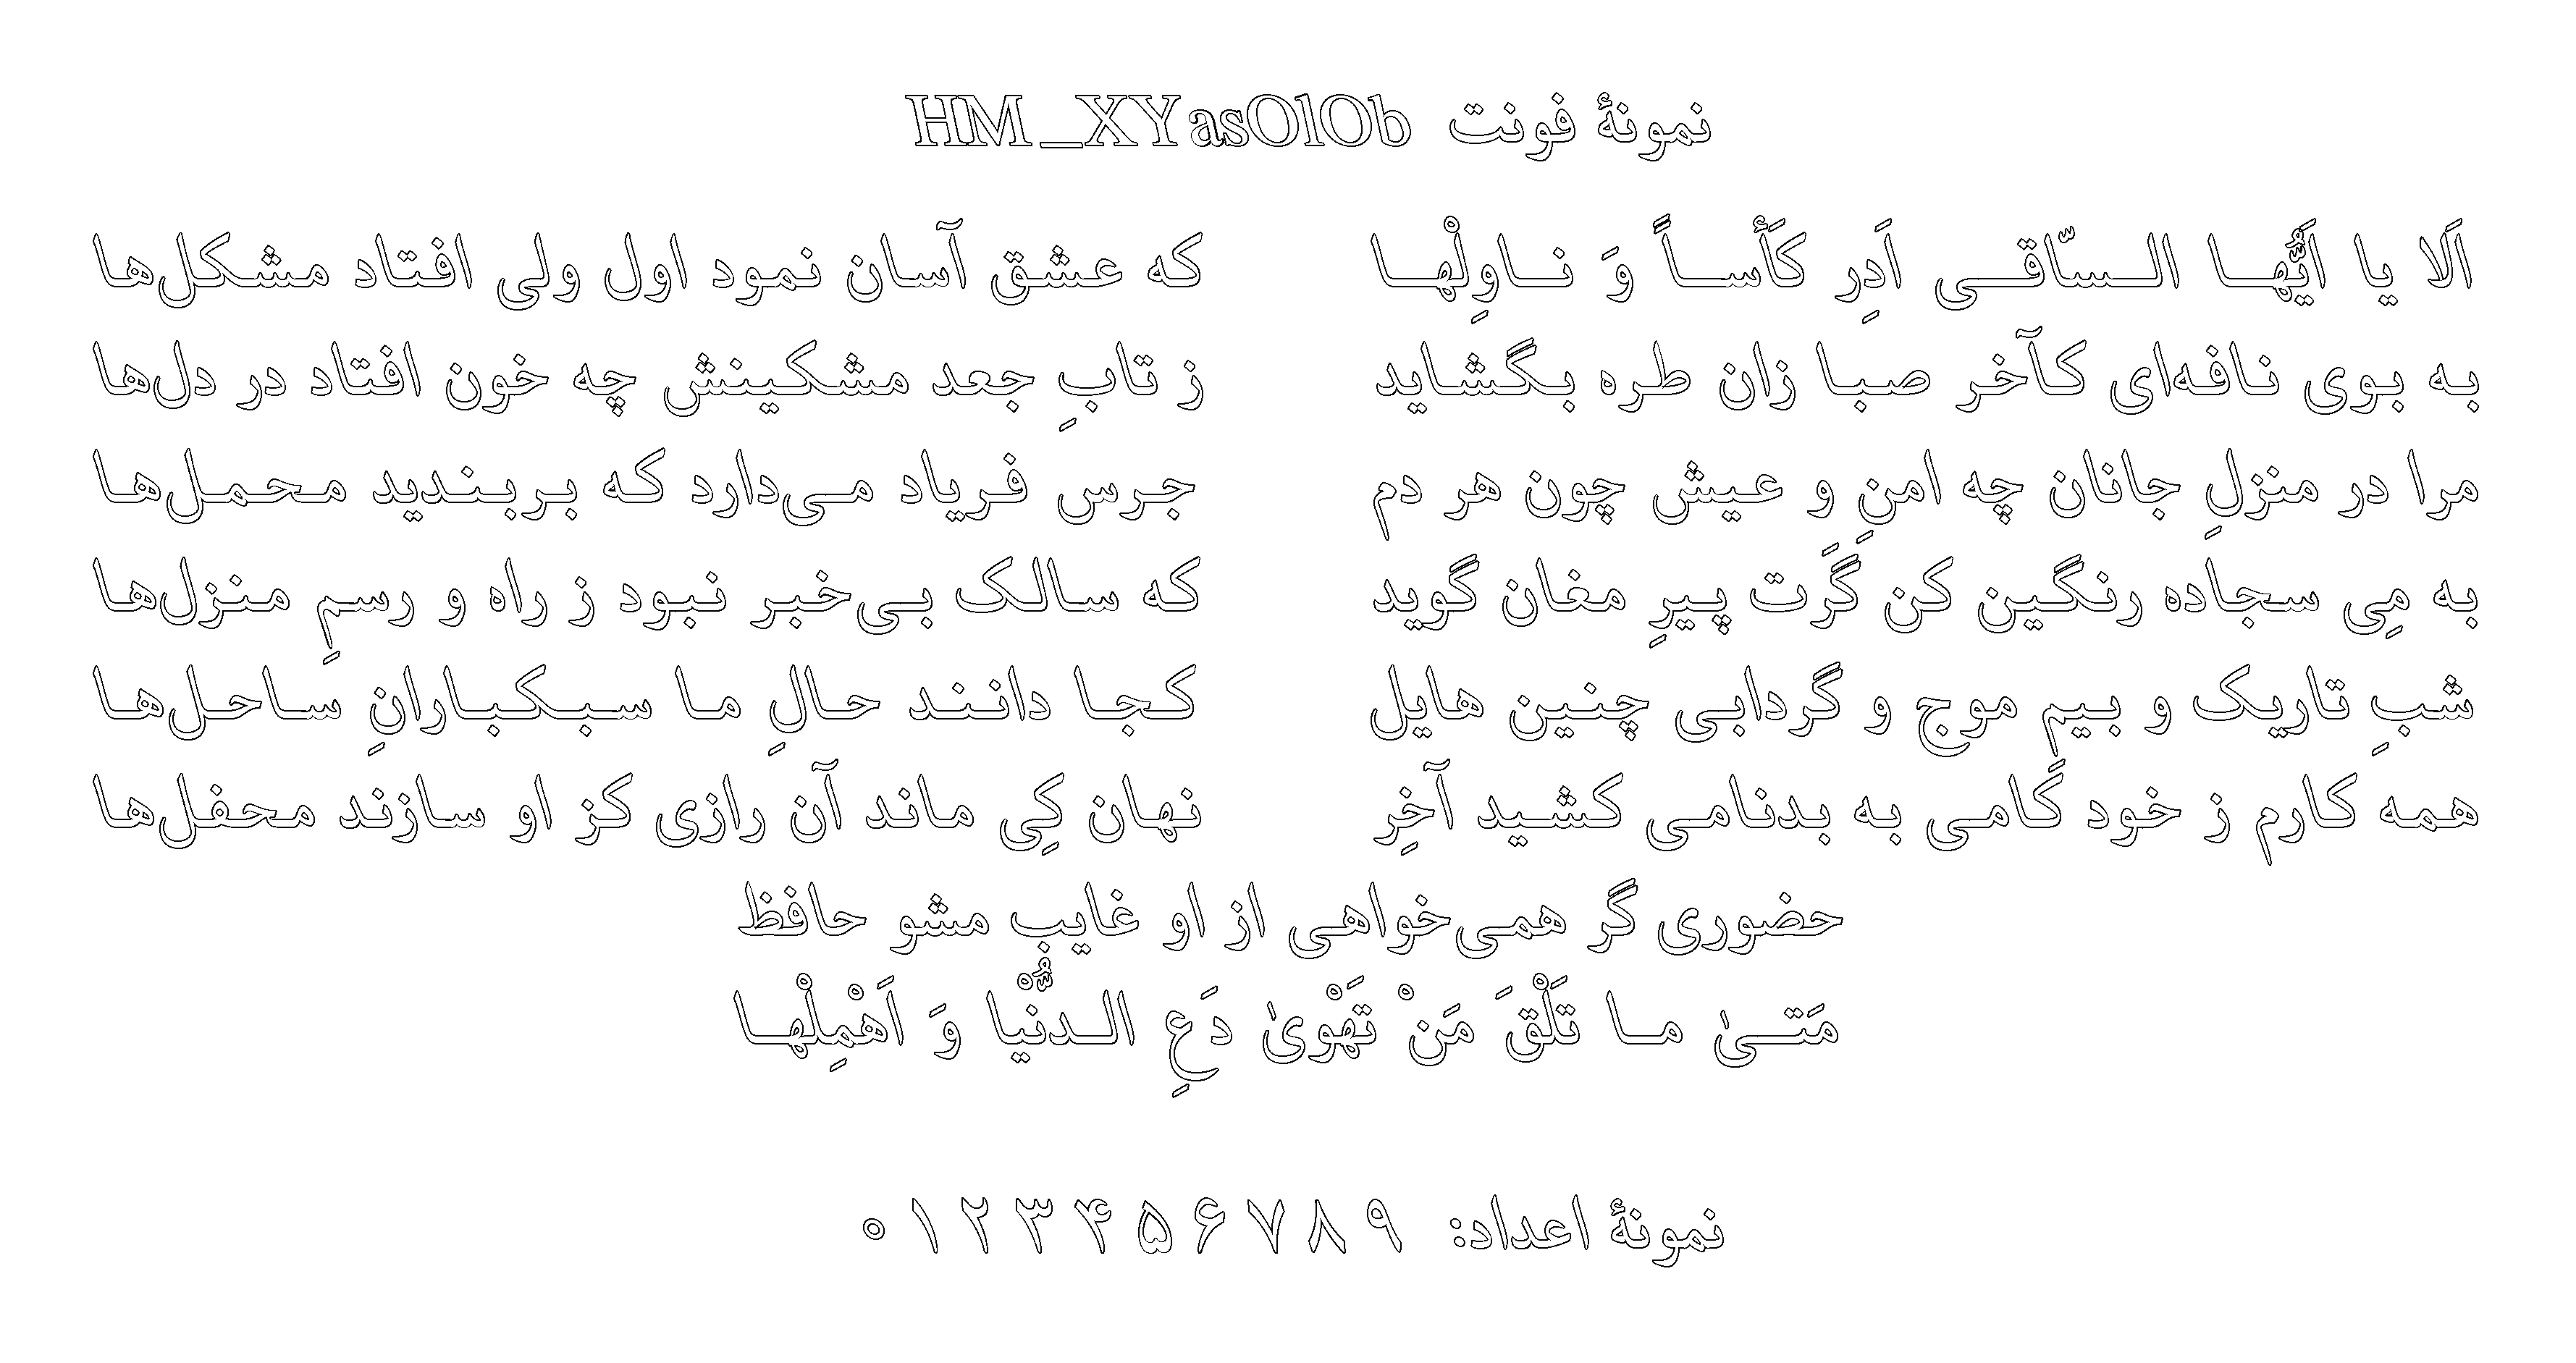 نمونهٔ فونت HM_XYasOlOb
اَلا یا اَیُّهـا الـسّاقـی اَدِر کَأسـاً وَ نـاوِلْهـا که عشق آسان نمود اول ولی افتاد مشکل‌ها
به بوی نافه‌ای کآخر صبا زان طره بگشاید ز تابِ جعد مشکینش چه خون افتاد در دل‌ها
مرا در منزلِ جانان چه امنِ و عیش چون هر دم جرس فریاد می‌دارد که بربندید محمل‌ها
به مِی سجاده رنگین کن گَرَت پیرِ مغان گوید که سالک بی‌خبر نبود ز راه و رسمِ منزل‌ها
شبِ تاریک و بیمِ موج و گردابی چنین هایل کجا دانند حالِ ما سبکبارانِ ساحل‌ها
همه کارم ز خود کامی به بدنامی کشید آخِر نهان کِی ماند آن رازی کز او سازند محفل‌ها
حضوری گر همی‌خواهی از او غایب مشو حافظ
مَتـیٰ مـا تَلْقَ مَنْ تَهْویٰ دَعِ الـدُّنْیا وَ اَهْمِلْهـا
نمونهٔ اعداد: ۰ ۱ ۲ ۳ ۴ ۵ ۶ ۷ ۸ ۹